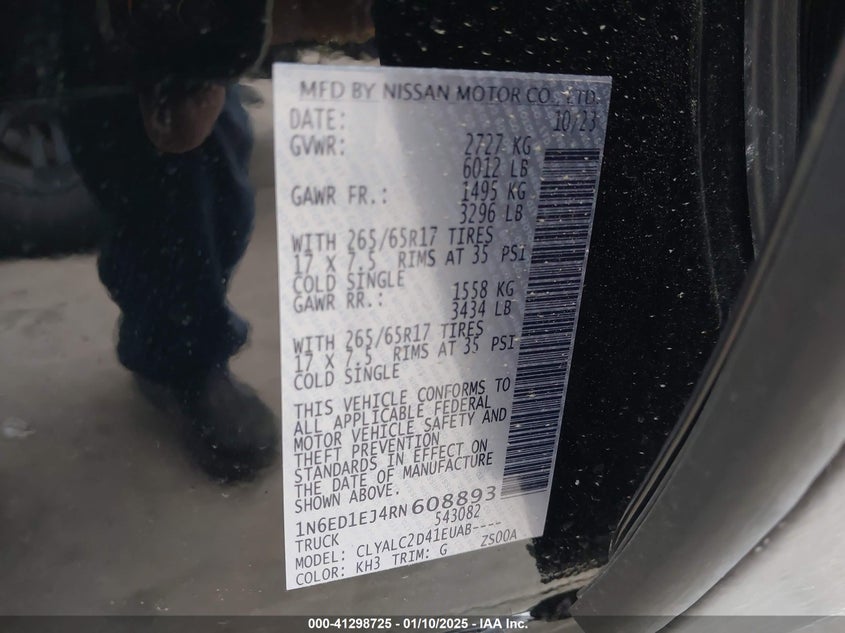 MFD BY NISSAN MOTOR CO., LTD.
DATE: 10/23
GVWR: 2727 KG
6012 LB
GAWR FR.: 1495 KG
3296 LB
WITH 265/65R17 TIRES
17 X 7.5 RIMS AT 35 PSI
COLD SINGLE
GAWR RR.: 1558 KG
3434 LB
WITH 265/65R17 TIRES
17 X 7.5 RIMS AT 35 PSI
COLD SINGLE
THIS VEHICLE CONFORMS TO
ALL APPLICABLE FEDERAL
MOTOR VEHICLE SAFETY AND
THEFT PREVENTION
STANDARDS IN EFFECT ON
THE DATE OF MANUFACTURE
SHOWN ABOVE.
1N6ED1EJ4RN608893
TRUCK 543082
MODEL: CLYALC2D41EUAB----
COLOR: KH3 TRIM: G ZS00A
000-41298725 | 01/10/2025 | IAA Inc.